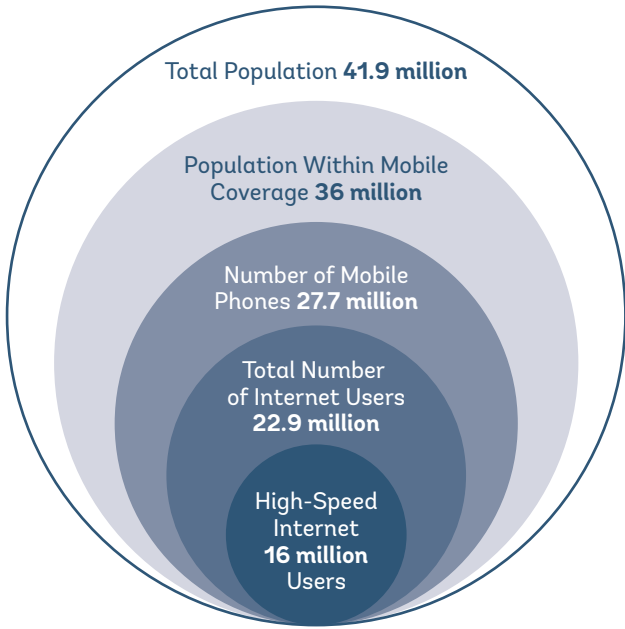 Total Population 41.9 million
Population Within Mobile
Coverage 36 million
Number of Mobile
Phones 27.7 million
Total Number
of Internet Users
22.9 million
High-Speed
Internet
16 million
Users